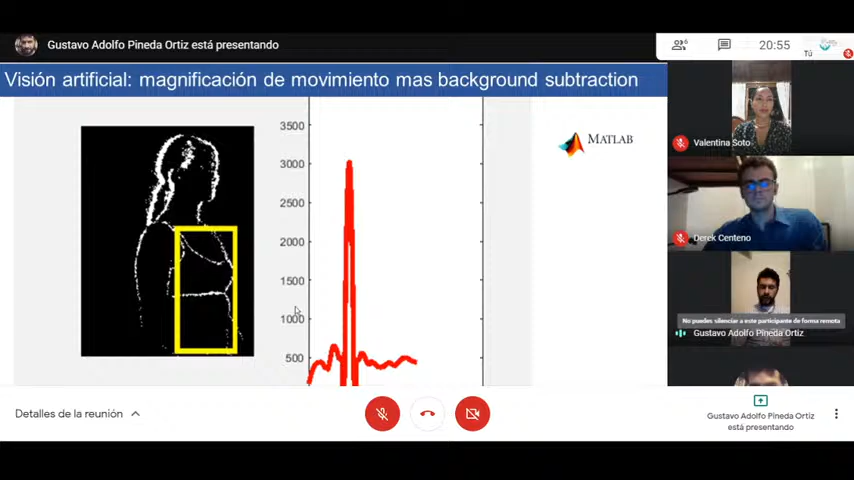 Gustavo Adolfo Pineda Ortiz está presentando
6
20:55
Tú
Visión artificial: magnificación de movimiento mas background subtraction
3500
3000
2500
2000
1500
1000
500
MATLAB
Valentina Soto
Derek Centeno
No puedes silenciar a este participante de forma remota
Gustavo Adolfo Pineda Ortiz
Detalles de la reunión
Gustavo Adolfo Pineda Ortiz
está presentando